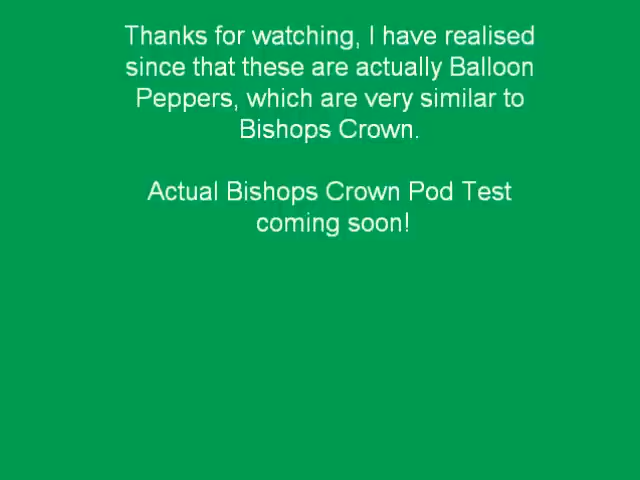 Thanks for watching, I have realised
since that these are actually Balloon
Peppers, which are very similar to
Bishops Crown.
Actual Bishops Crown Pod Test
coming soon!